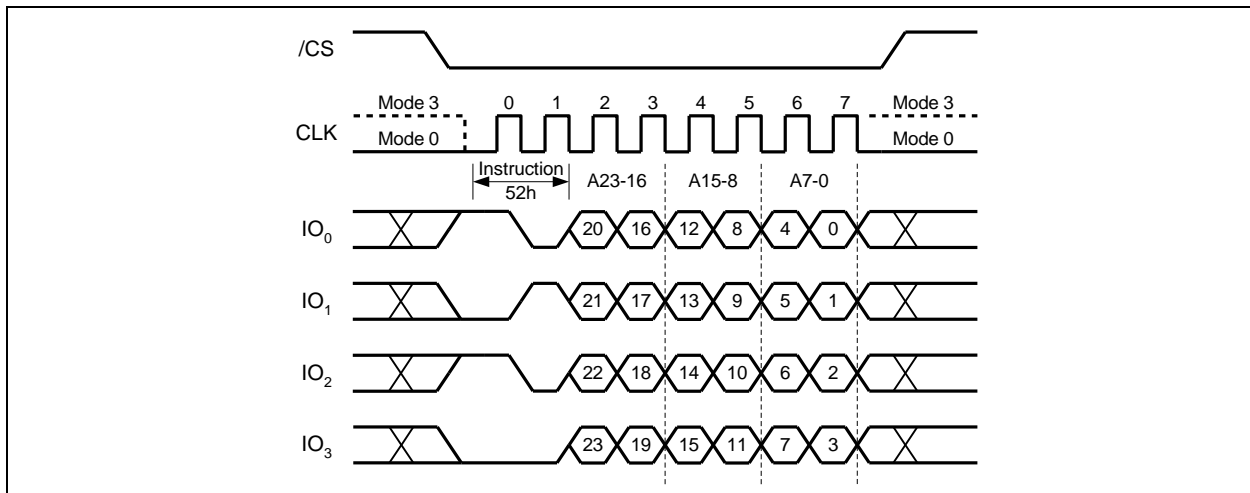 /CS
Mode 3 0 1 2 3 4 5 6 7 Mode 3
CLK
Mode 0 Mode 0
Instruction
52h
A23-16 A15-8 A7-0
IO0 20 16 12 8 4 0
IO1 21 17 13 9 5 1
IO2 22 18 14 10 6 2
IO3 23 19 15 11 7 3